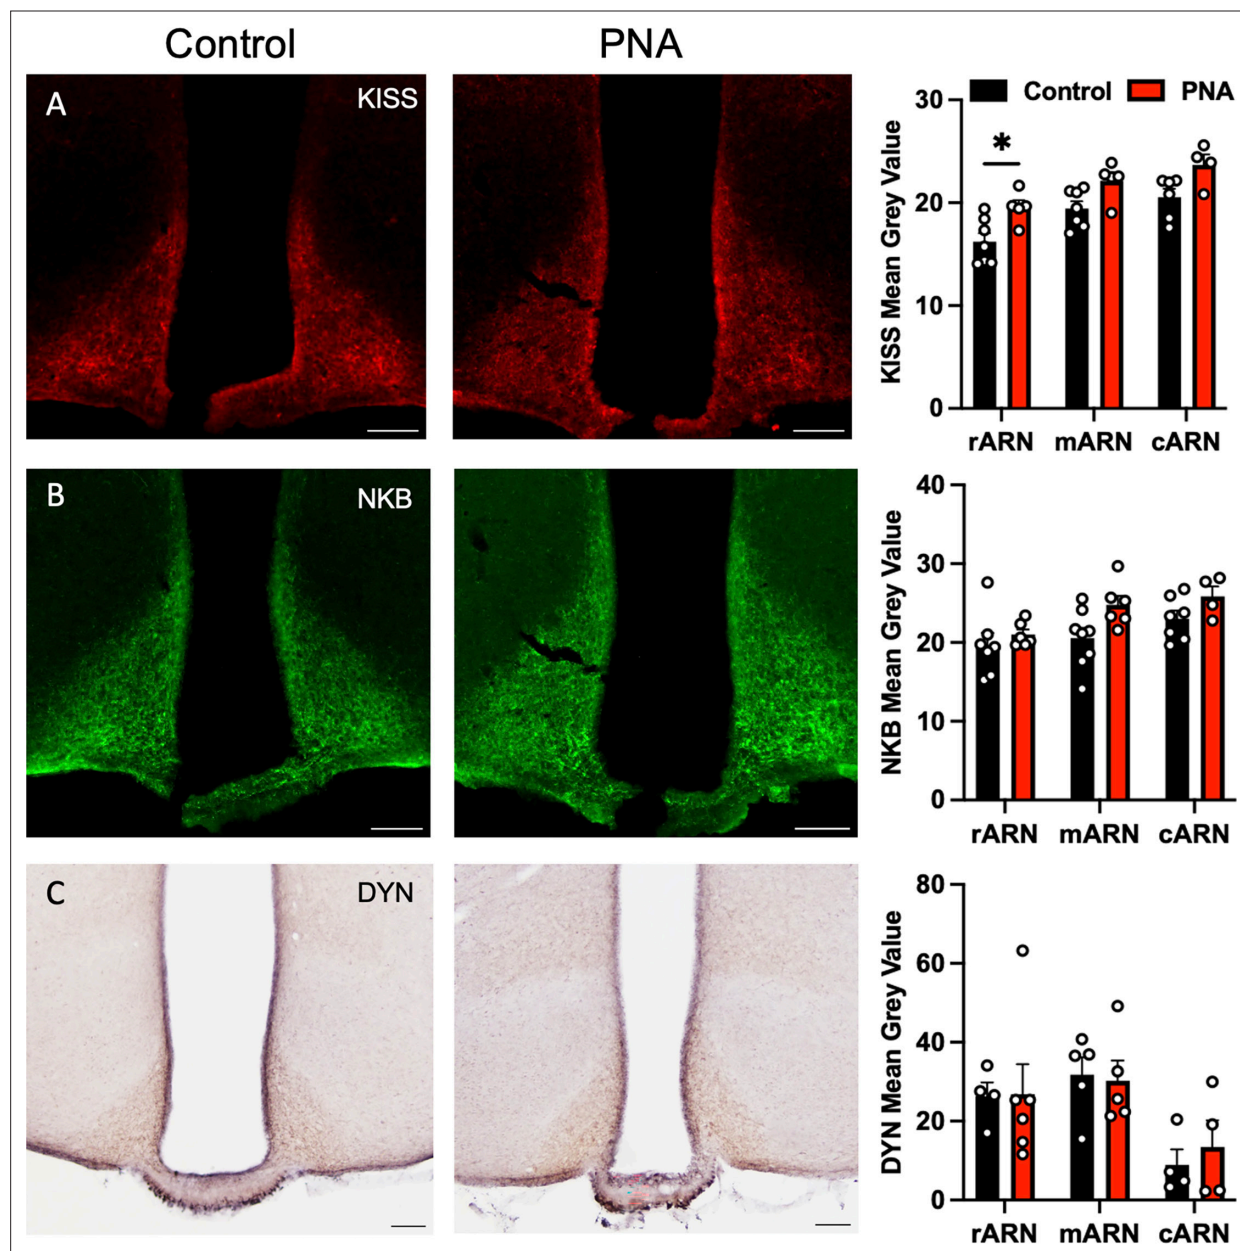 Control PNA
A KISS
Control PNA
KISS Mean Grey Value
30
20
10
0
*
rARN mARN cARN
B NKB
NKB Mean Grey Value
40
30
20
10
0
rARN mARN cARN
C DYN
DYN Mean Grey Value
80
60
40
20
0
rARN mARN cARN